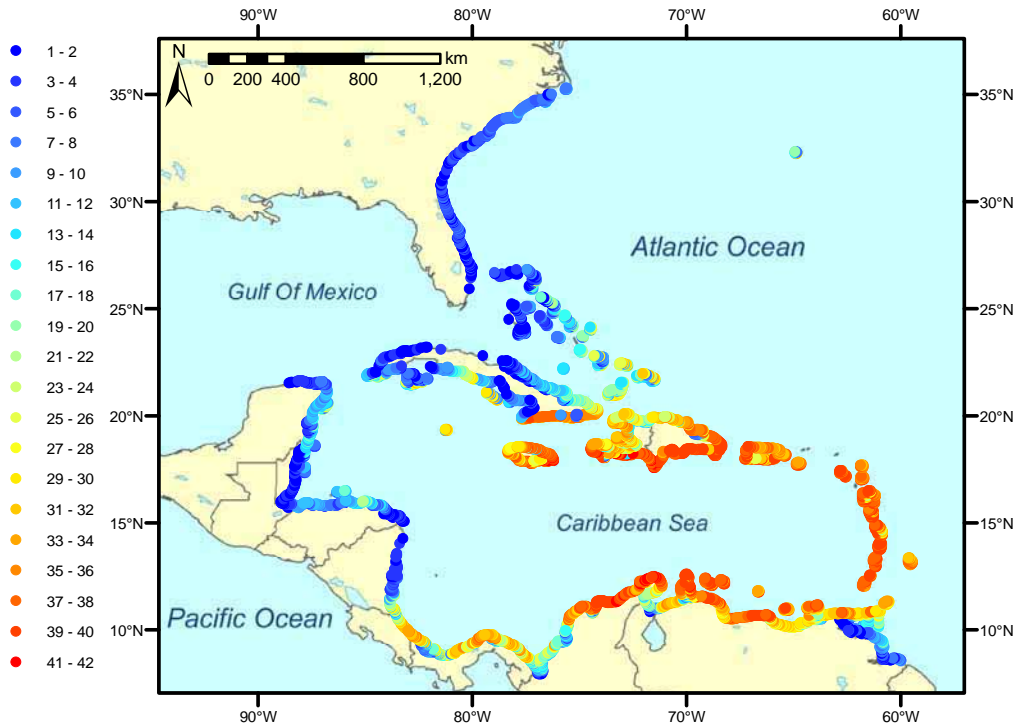 90°W 80°W 70°W 60°W
N
km
0 200 400 800 1,200
1 - 2
3 - 4
5 - 6
7 - 8
9 - 10
11 - 12
13 - 14
15 - 16
17 - 18
19 - 20
21 - 22
23 - 24
25 - 26
27 - 28
29 - 30
31 - 32
33 - 34
35 - 36
37 - 38
39 - 40
41 - 42
35°N 35°N
30°N 30°N
Atlantic Ocean
Gulf Of Mexico
25°N 25°N
20°N 20°N
15°N 15°N
Caribbean Sea
Pacific Ocean
10°N 10°N
90°W 80°W 70°W 60°W